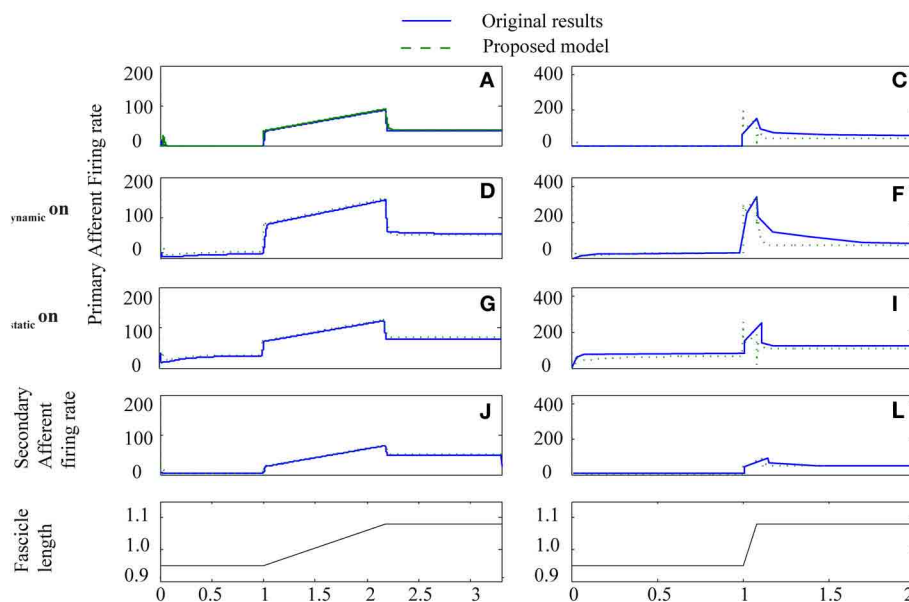 Original results
Proposed model
Primary Afferent Firing rate
200
100
0
A
400
200
0
C
ynamic on
200
100
0
D
400
200
0
F
static on
200
100
0
G
400
200
0
I
Secondary
Afferent
firing rate
200
100
0
J
400
200
0
L
Fascicle
length
1.1
1.0
0.9
1.1
1.0
0.9
0 0.5 1 1.5 2 2.5 3
0 0.5 1 1.5 2